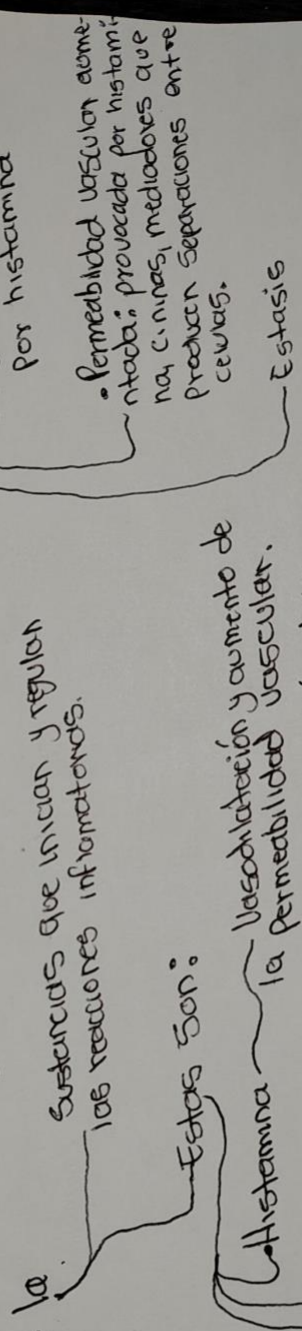 por histamina
• Permeabilidad vascular aume-
ntada: provocada por histami-
na, cininas, mediadores que
producen separaciones entre
celulas.
Estasis
la
Sustancias que inician y regulan
las reacciones inflamatorias.
Estas son:
• Histamina
Vasodilatación y aumento de
la permeabilidad vascular.